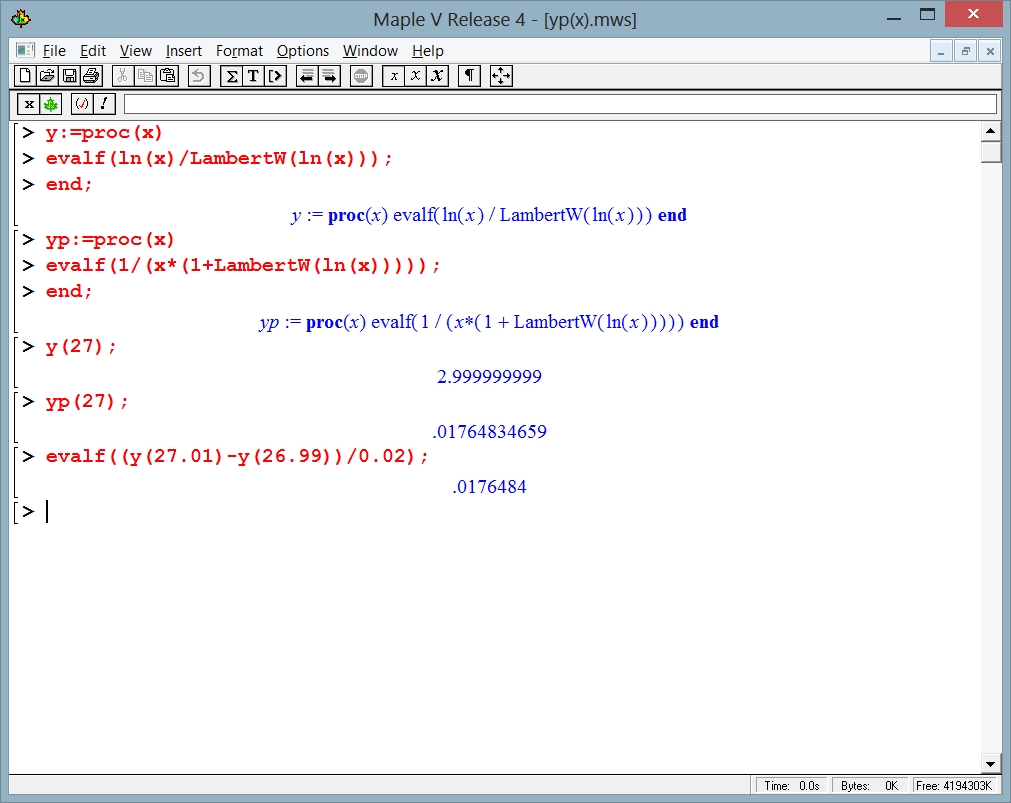 Maple V Release 4 - [yp(x).mws]
File Edit View Insert Format Options Window Help
Σ T [>
STOP
x x x ¶
x (√) !
> y:=proc(x)
> evalf(ln(x)/LambertW(ln(x)));
> end;
y := proc(x) evalf(ln(x) / LambertW(ln(x))) end
> yp:=proc(x)
> evalf(1/(x*(1+LambertW(ln(x)))));
> end;
yp := proc(x) evalf(1 / (x*(1 + LambertW(ln(x))))) end
> y(27);
2.999999999
> yp(27);
.01764834659
> evalf((y(27.01)-y(26.99))/0.02);
.0176484
>
Time: 0.0s Bytes: 0K Free: 4194303K